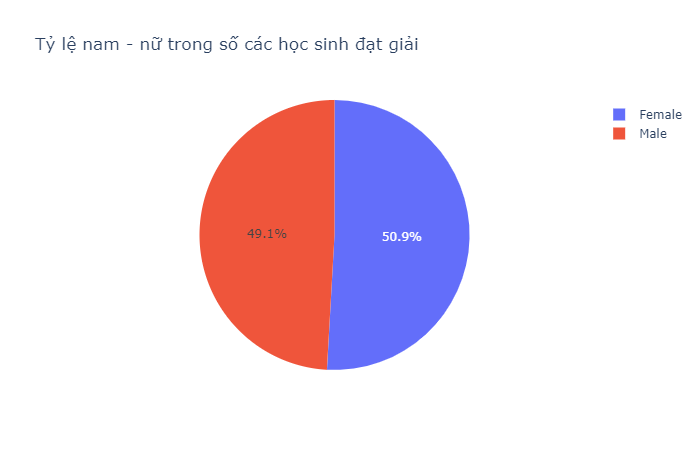 Tỷ lệ nam - nữ trong số các học sinh đạt giải
Female
Male
49.1%
50.9%